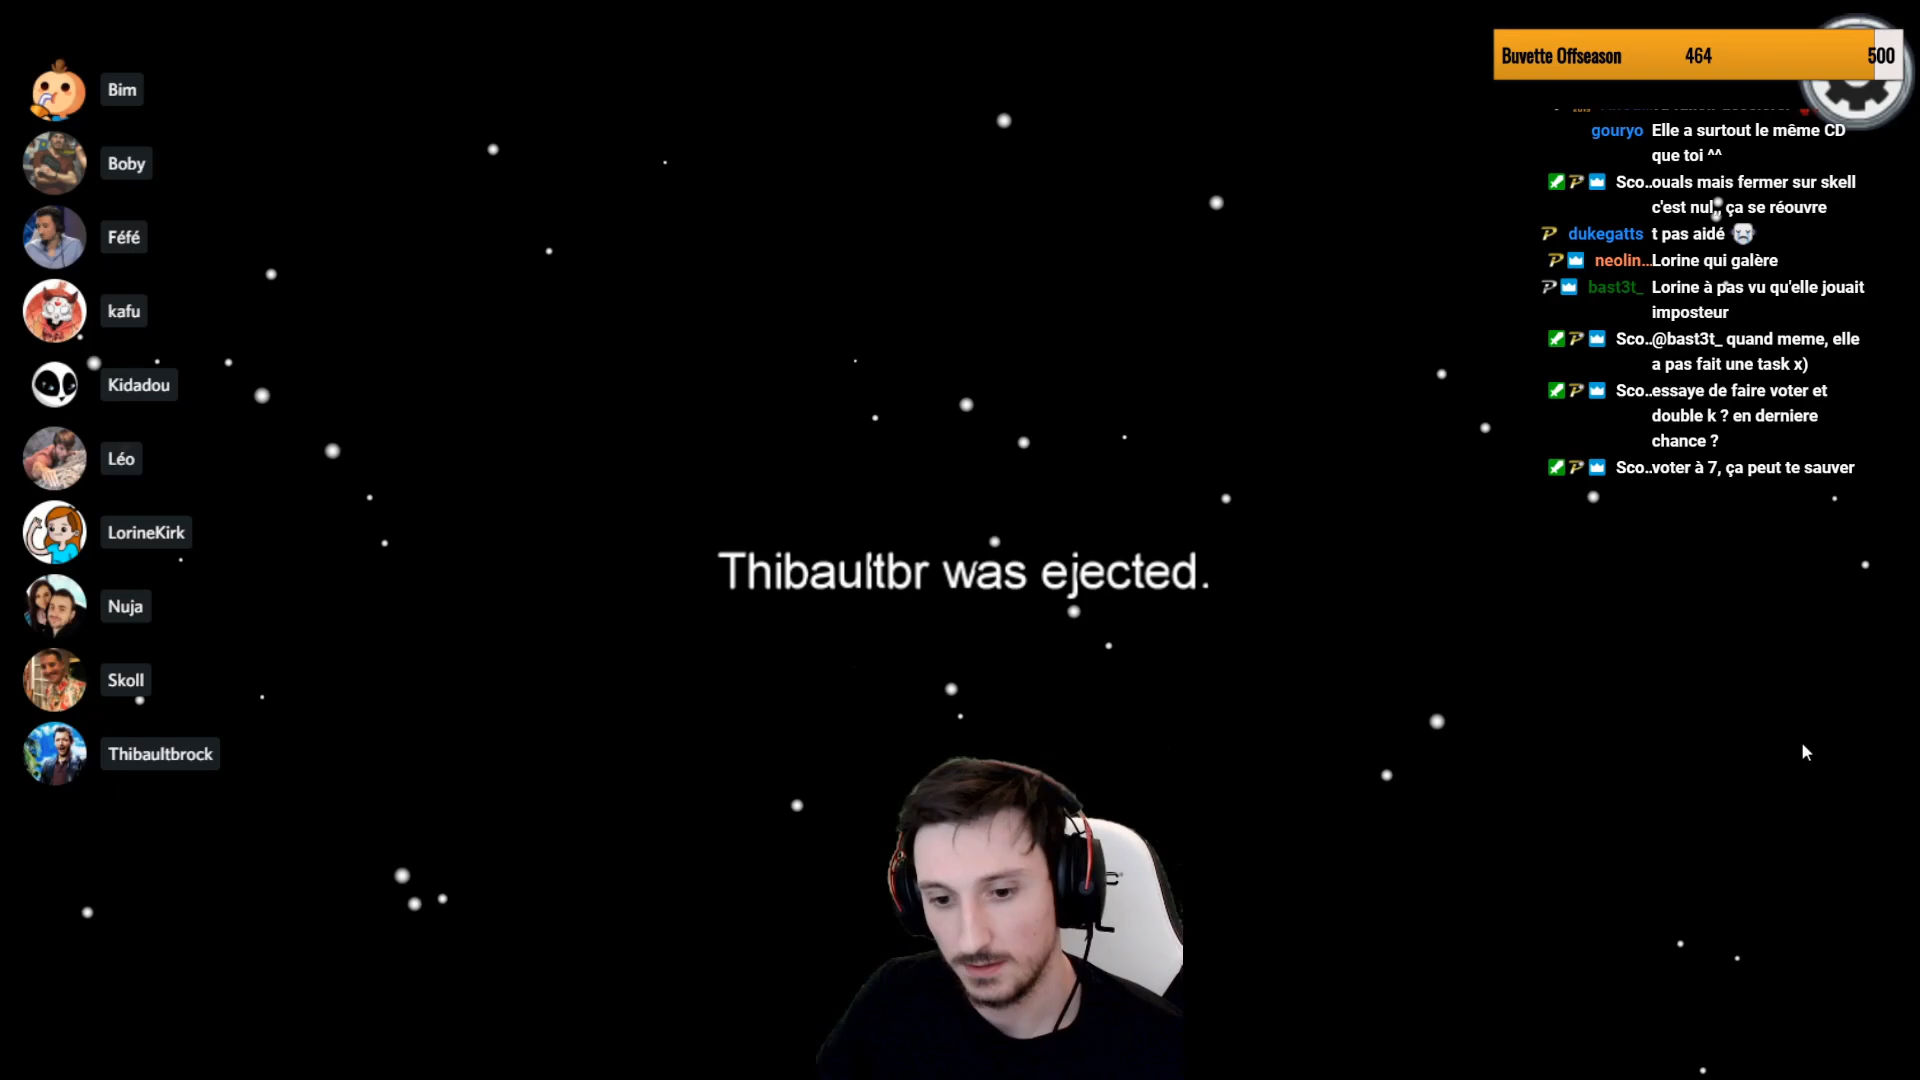 Bim
Boby
Féfé
kafu
Kidadou
Léo
LorineKirk
Nuja
Skoll
Thibaultbrock
Thibaultbr was ejected.
Buvette Offseason 464 500
gouryo Elle a surtout le même CD
que toi ^^
Sco..ouals mais fermer sur skell
c'est nul,, ça se réouvre
dukegatts t pas aidé
neolin...Lorine qui galère
bast3t_ Lorine à pas vu qu'elle jouait
imposteur
Sco..@bast3t_ quand meme, elle
a pas fait une task x)
Sco..essaye de faire voter et
double k ? en derniere
chance ?
Sco..voter à 7, ça peut te sauver